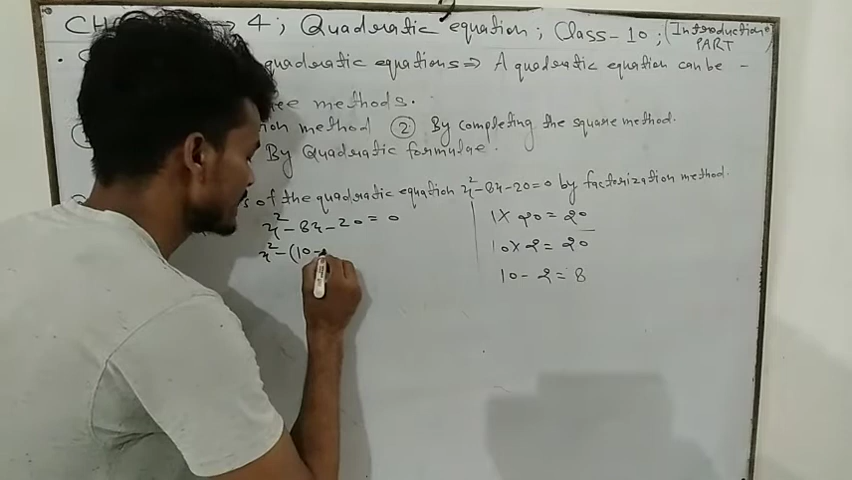 CH → 4 ; Quadratic equation ; Class-10 ; (Introduction PART)
quadratic equations ⇒ A quadratic equation can be -
methods.
method ② By completing the square method.
By Quadratic formulae.
of the quadratic equation x²-8x-20=0 by factorization method.
x²-8x-20=0
x²-(10-
1×20=20
10×2=20
10-2=8